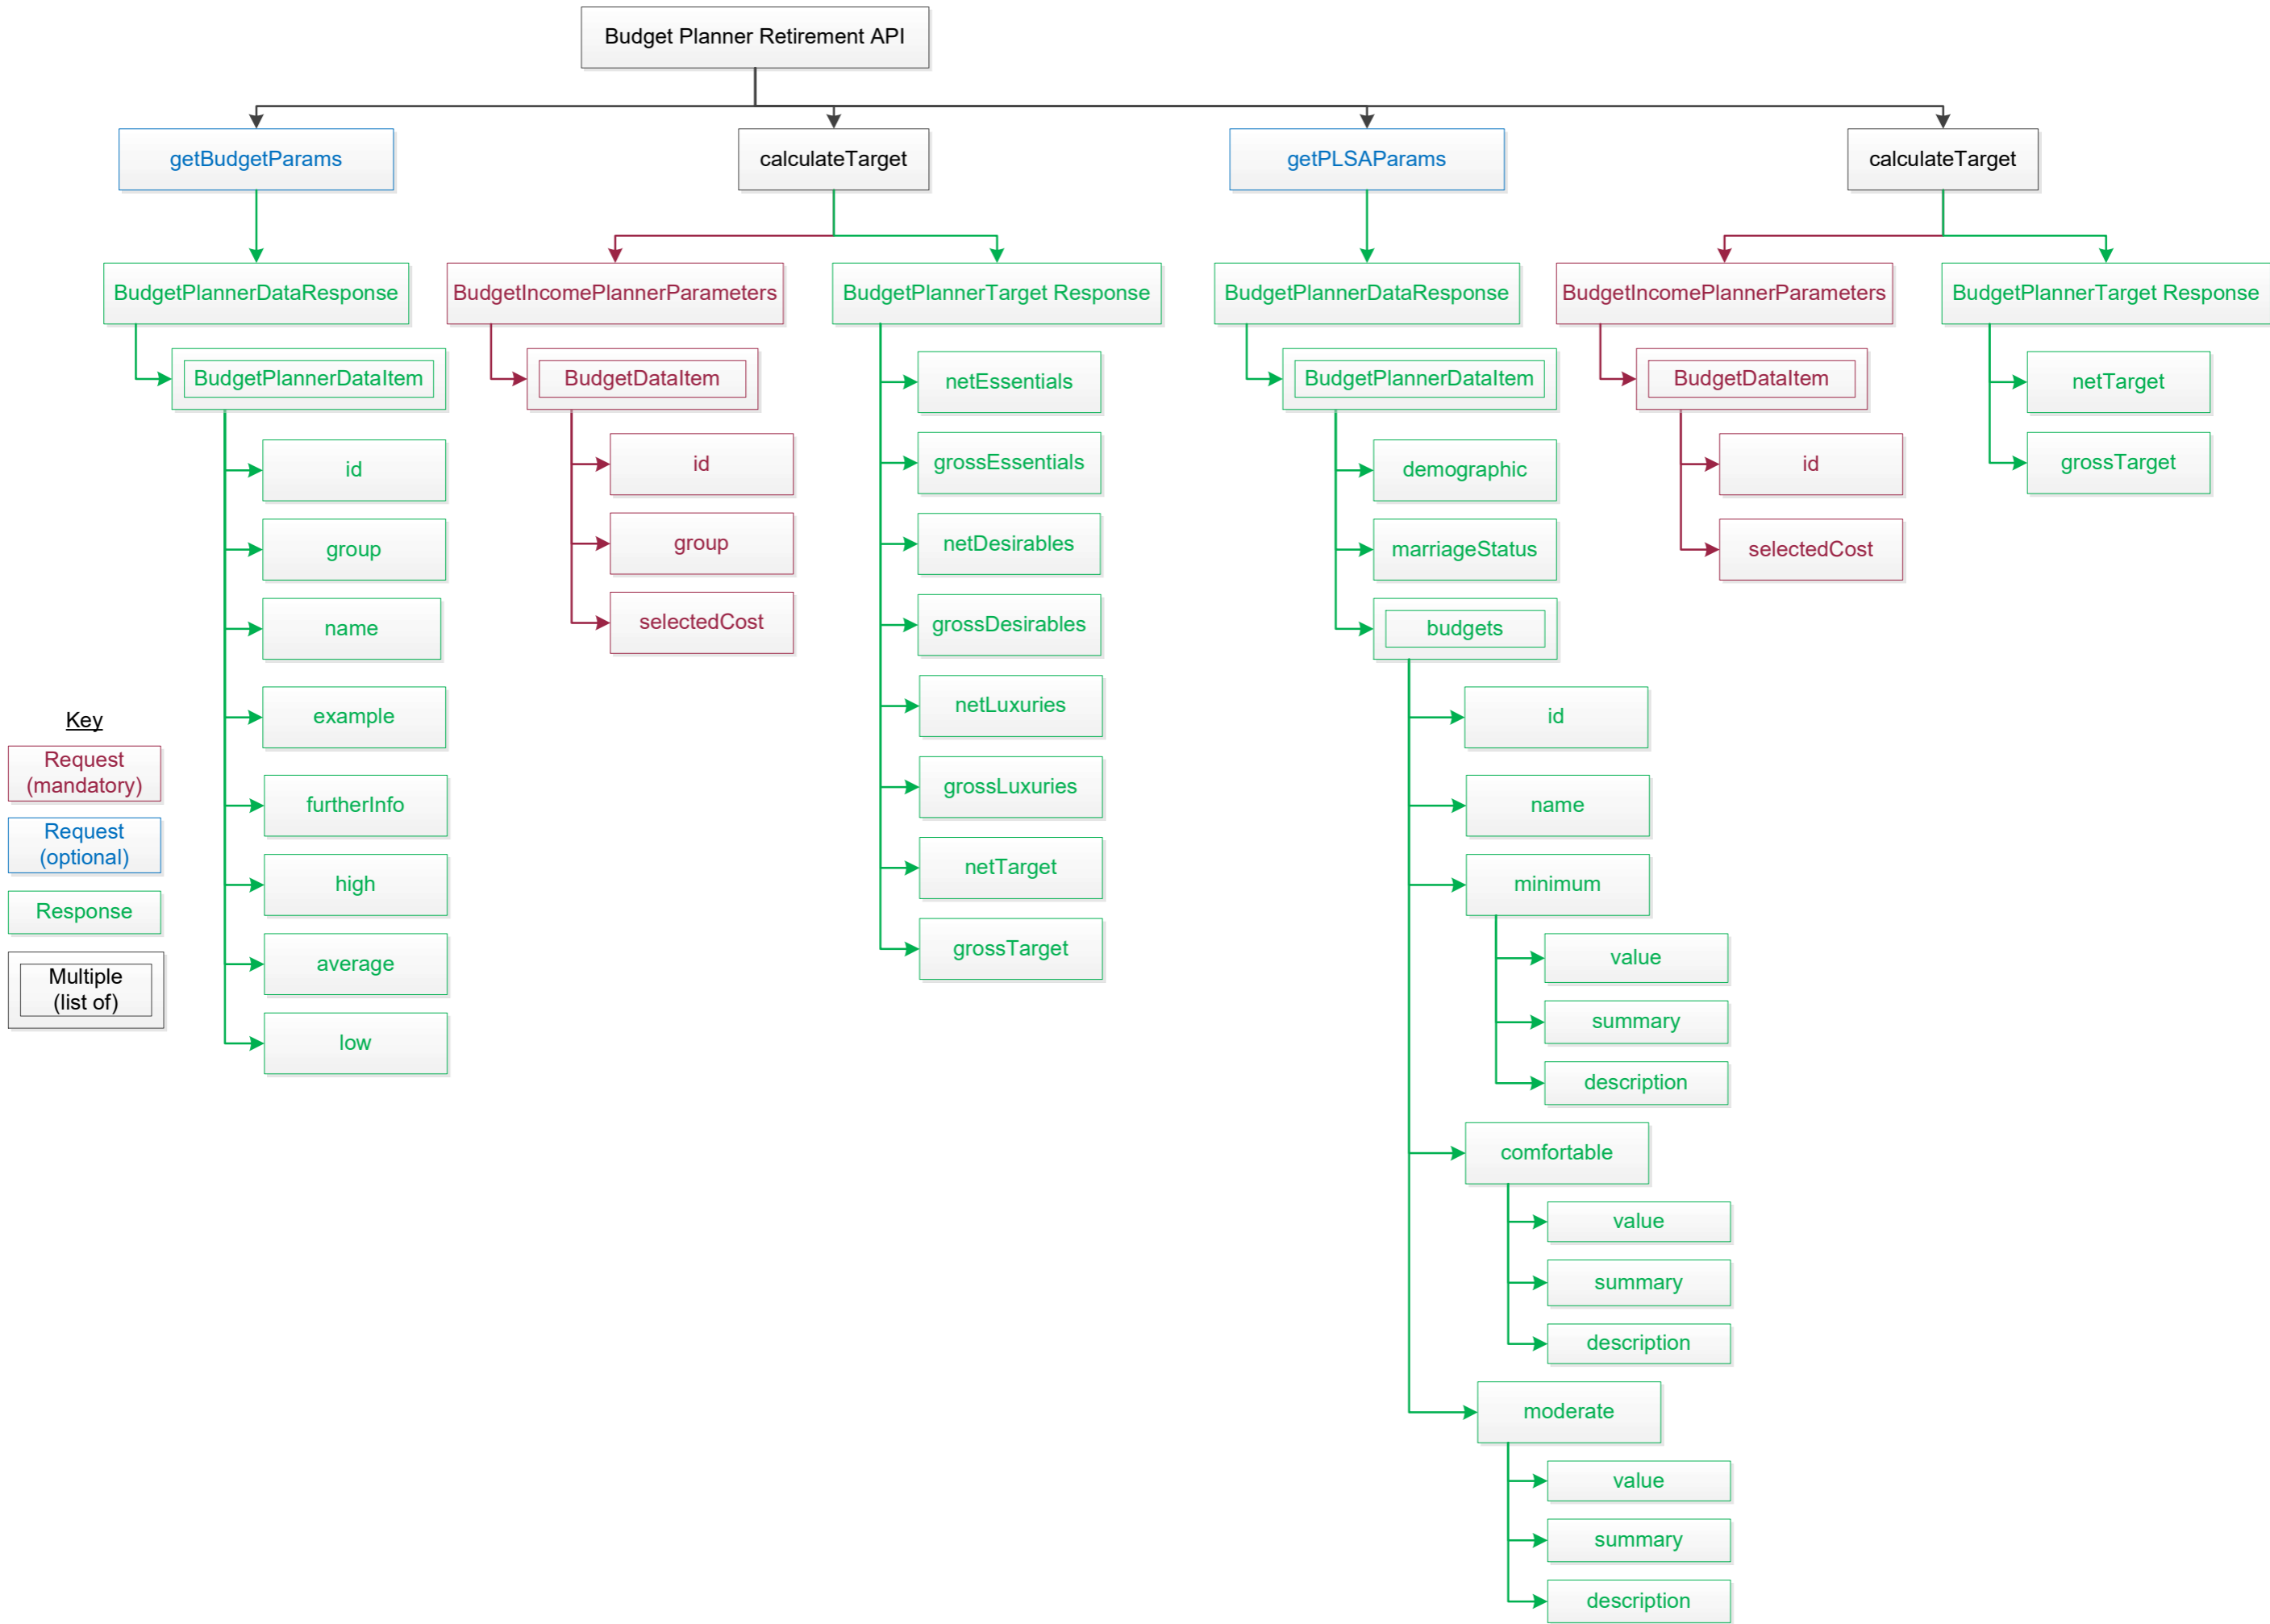 Budget Planner Retirement API
getBudgetParams
calculateTarget
getPLSAParams
calculateTarget
BudgetPlannerDataResponse
BudgetIncomePlannerParameters
BudgetPlannerTarget Response
BudgetPlannerDataResponse
BudgetIncomePlannerParameters
BudgetPlannerTarget Response
BudgetPlannerDataItem
id
group
name
example
furtherInfo
high
average
low
BudgetDataItem
id
group
selectedCost
netEssentials
grossEssentials
netDesirables
grossDesirables
netLuxuries
grossLuxuries
netTarget
grossTarget
BudgetPlannerDataItem
demographic
marriageStatus
budgets
id
name
minimum
value
summary
description
comfortable
value
summary
description
moderate
value
summary
description
BudgetDataItem
id
selectedCost
netTarget
grossTarget
Key
Request
(mandatory)
Request
(optional)
Response
Multiple
(list of)